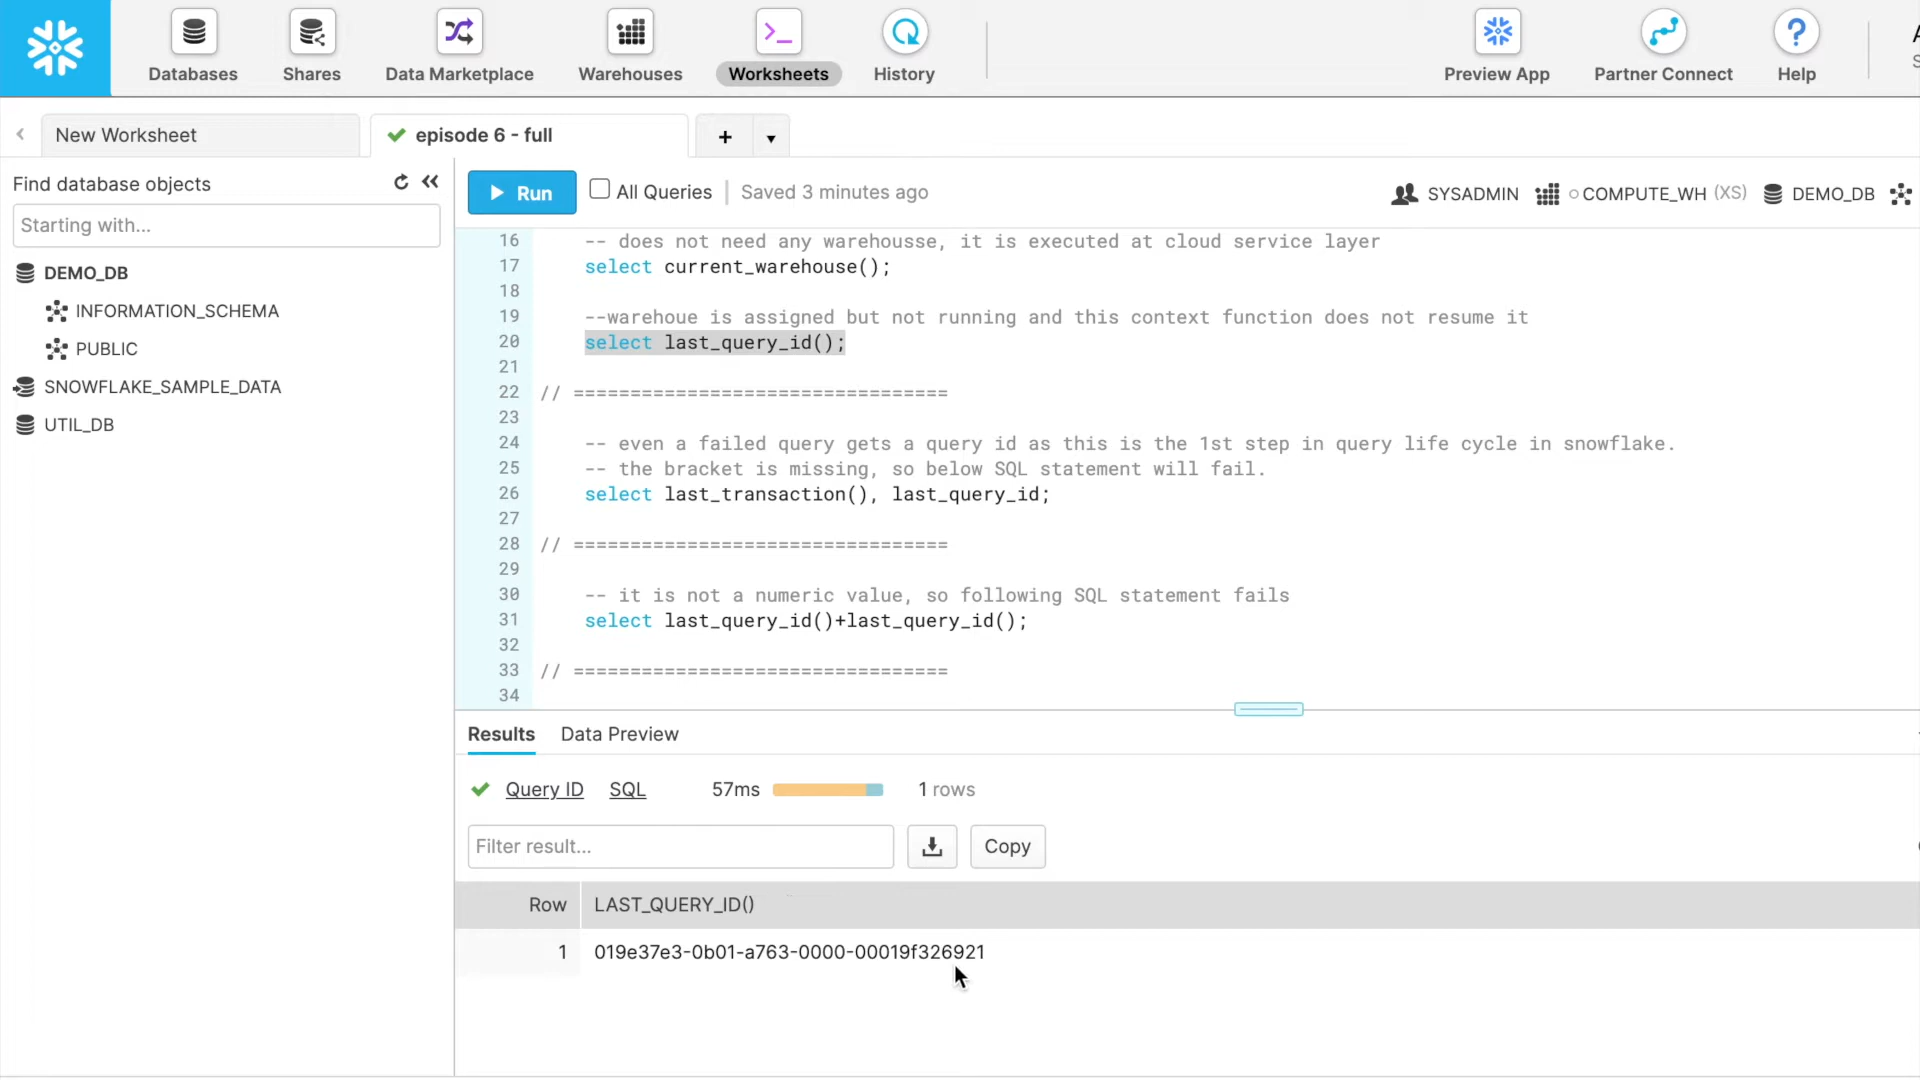 Databases
Shares
Data Marketplace
Warehouses
Worksheets
History
Preview App
Partner Connect
Help
New Worksheet
episode 6 - full
+
Find database objects
Starting with...
DEMO_DB
INFORMATION_SCHEMA
PUBLIC
SNOWFLAKE_SAMPLE_DATA
UTIL_DB
Run
All Queries
Saved 3 minutes ago
SYSADMIN
COMPUTE_WH (XS)
DEMO_DB
16 -- does not need any warehousse, it is executed at cloud service layer
17 select current_warehouse();
18
19 --warehoue is assigned but not running and this context function does not resume it
20 select last_query_id();
21
22 // =================================
23
24 -- even a failed query gets a query id as this is the 1st step in query life cycle in snowflake.
25 -- the bracket is missing, so below SQL statement will fail.
26 select last_transaction(), last_query_id;
27
28 // =================================
29
30 -- it is not a numeric value, so following SQL statement fails
31 select last_query_id()+last_query_id();
32
33 // =================================
34
Results
Data Preview
Query ID
SQL
57ms
1 rows
Filter result...
Copy
Row LAST_QUERY_ID()
1 019e37e3-0b01-a763-0000-00019f326921